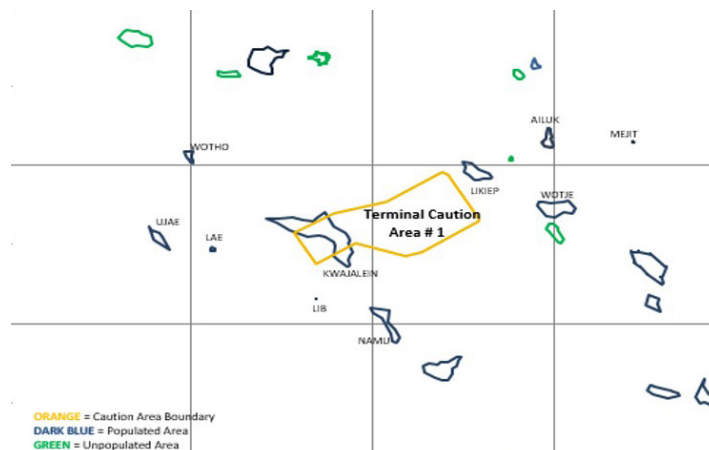 AILUK
MEJIT
WOTHO
LIKIEP
WOTJE
Terminal Caution
Area # 1
UJAE
LAE
KWAJALEIN
LIB
NAMU
ORANGE = Caution Area Boundary
DARK BLUE = Populated Area
GREEN = Unpopulated Area